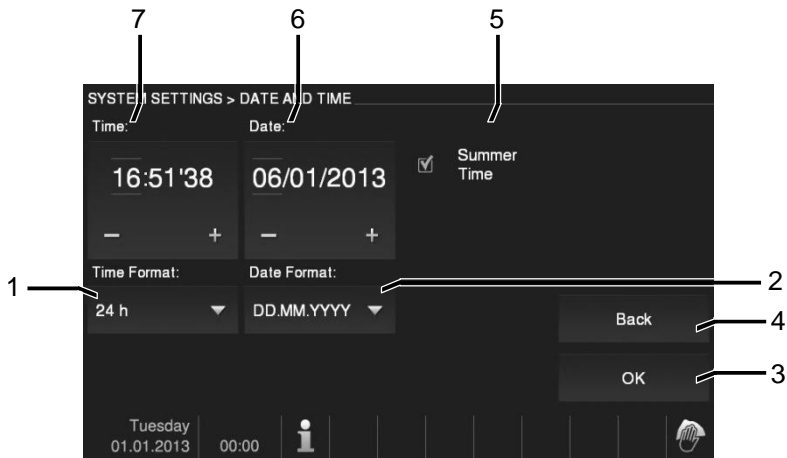 7 6 5
SYSTEM SETTINGS > DATE AND TIME
Time: Date:
16:51'38 06/01/2013 Summer
Time
− + − +
Time Format: Date Format:
1 2
24 h DD.MM.YYYY Back
4
OK 3
Tuesday
01.01.2013 00:00